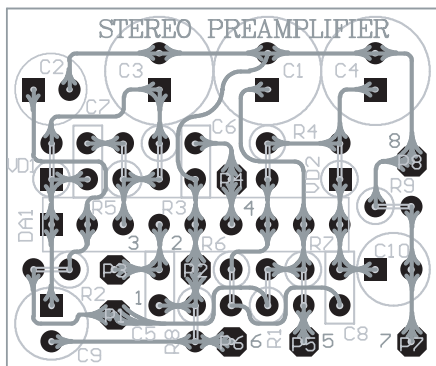 STEREO PREAMPLIFIER
C2
C3
C1
C4
C7
C6
R4
8
P8
VD1
P4
VD2
R9
R5
R3
4
DA1
3
2
R6
R7
P3
P2
C10
R2
1
P1
C5
R8
R1
C8
C9
P6
6
P5
5
7
P7